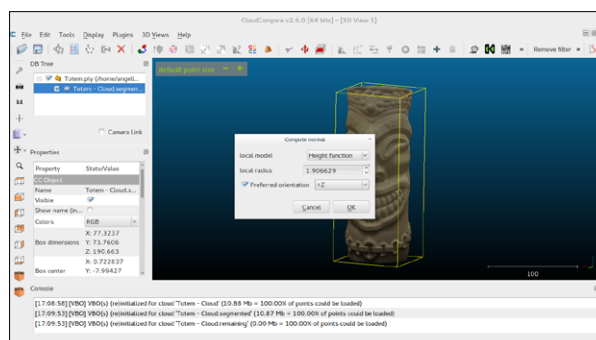 CloudCompare v2.6.0 [64 bits] - [3D View 1]
File Edit Tools Display Plugins 3D Views Help
Remove filter
DB Tree
default point size - +
Totem.ply (/home/angell...
Totem - Cloud.segmen...
Camera Link
Properties
Property State/Value
CC Object
Name Totem - Cloud.s...
Visible
Show name (in...
Colors RGB
X: 77.3237
Box dimensions Y: 73.7606
Z: 190.663
X: 0.722837
Box center Y: -7.99427
Compute normal
local model Height function
local radius 1.908629
Preferred orientation +Z
Cancel OK
100
Console
[17:08:58] [VBO] VBO(s) (re)initialized for cloud 'Totem - Cloud' (10.88 Mb = 100.00% of points could be loaded)
[17:09:53] [VBO] VBO(s) (re)initialized for cloud 'Totem - Cloud.segmented' (10.87 Mb = 100.00% of points could be loaded)
[17:09:53] [VBO] VBO(s) (re)initialized for cloud 'Totem - Cloud.remaining' (0.00 Mb = 100.00% of points could be loaded)